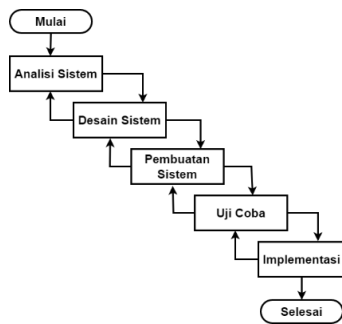 Mulai
Analisi Sistem
Desain Sistem
Pembuatan
Sistem
Uji Coba
Implementasi
Selesai